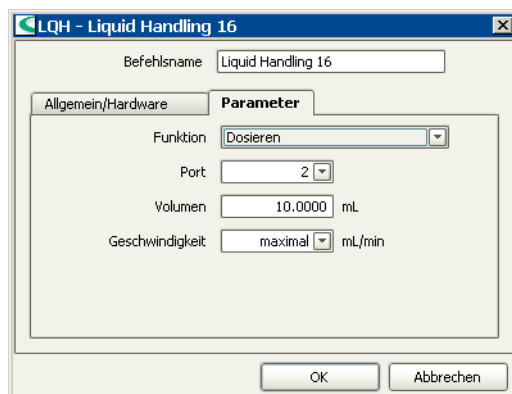 LQH - Liquid Handling 16
Befehlsname Liquid Handling 16
Allgemein/Hardware Parameter
Funktion Dosieren
Port 2
Volumen 10.0000 mL
Geschwindigkeit maximal mL/min
OK Abbrechen